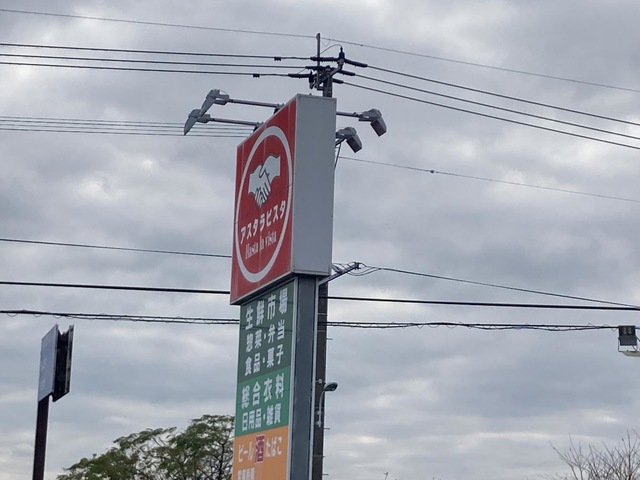 アスタラビスタ
Hasta la vista
生鮮市場
惣菜・弁当
食品・菓子
総合衣料
日用品・雑貨
ビール酒たばこ